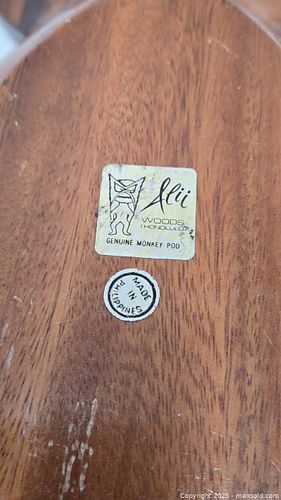 Alii
WOODS
(HONOLULU)
GENUINE MONKEY POD
MADE
IN
PHILIPPINES
Copyright 2025 - maxsold.com